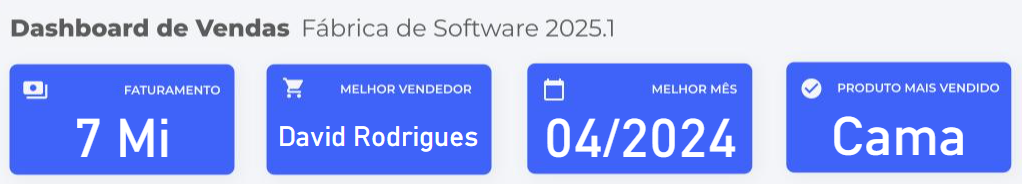 Dashboard de Vendas Fábrica de Software 2025.1
FATURAMENTO
7 Mi
MELHOR VENDEDOR
David Rodrigues
MELHOR MÊS
04/2024
PRODUTO MAIS VENDIDO
Cama